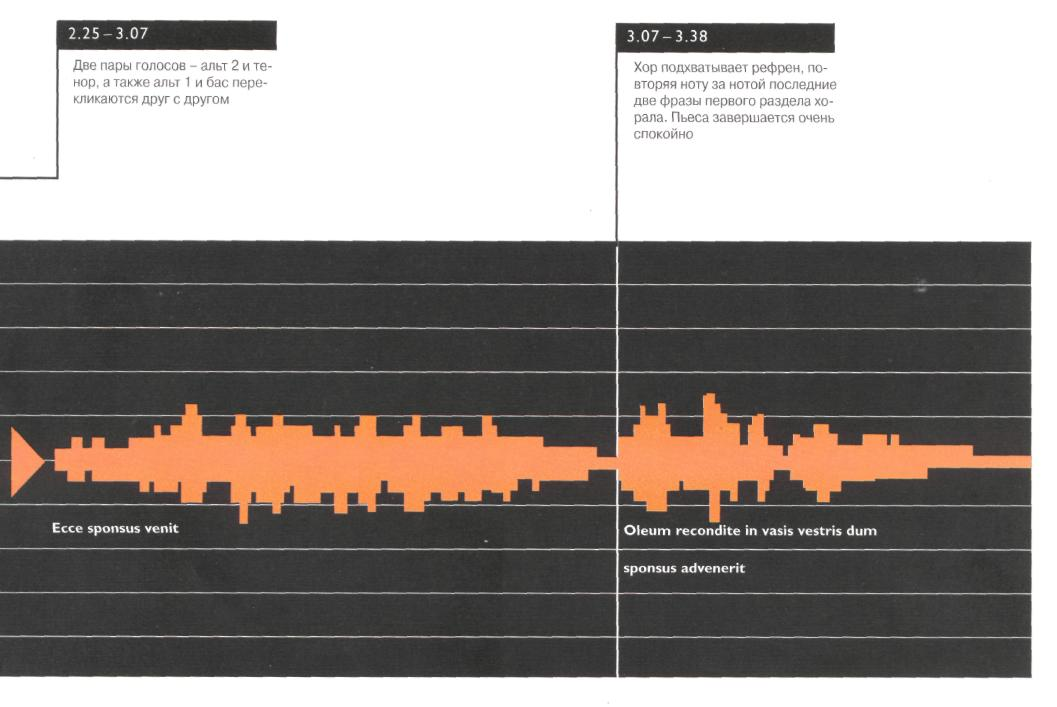 2.25 – 3.07
Две пары голосов – альт 2 и те-
нор, а также альт 1 и бас пере-
кликаются друг с другом
3.07 – 3.38
Хор подхватывает рефрен, по-
вторяя ноту за нотой последние
две фразы первого раздела хо-
рала. Пьеса завершается очень
спокойно
Ecce sponsus venit
Oleum recondite in vasis vestris dum
sponsus advenerit